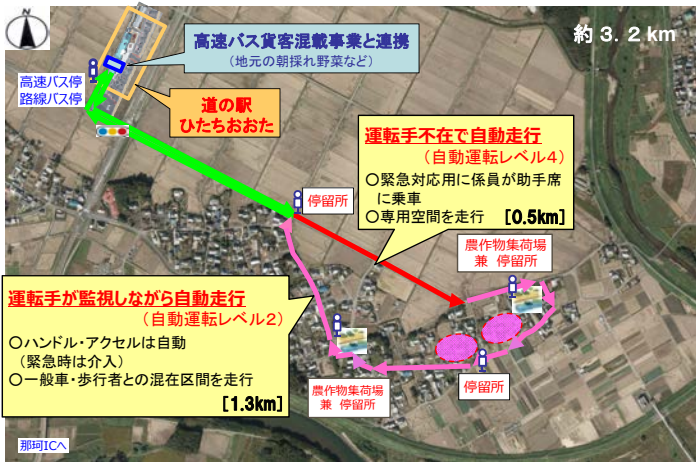 約３.２km
高速バス貨客混載事業と連携
（地元の朝採れ野菜など）
高速バス停
路線バス停
道の駅
ひたちおおた
運転手不在で自動走行
（自動運転レベル4）
○緊急対応用に係員が助手席
に乗車
○専用空間を走行 [0.5km]
停留所
農作物集荷場
兼 停留所
運転手が監視しながら自動走行
（自動運転レベル2）
○ハンドル・アクセルは自動
（緊急時は介入）
○一般車・歩行者との混在区間を走行
[1.3km]
農作物集荷場
兼 停留所
停留所
那珂ICへ